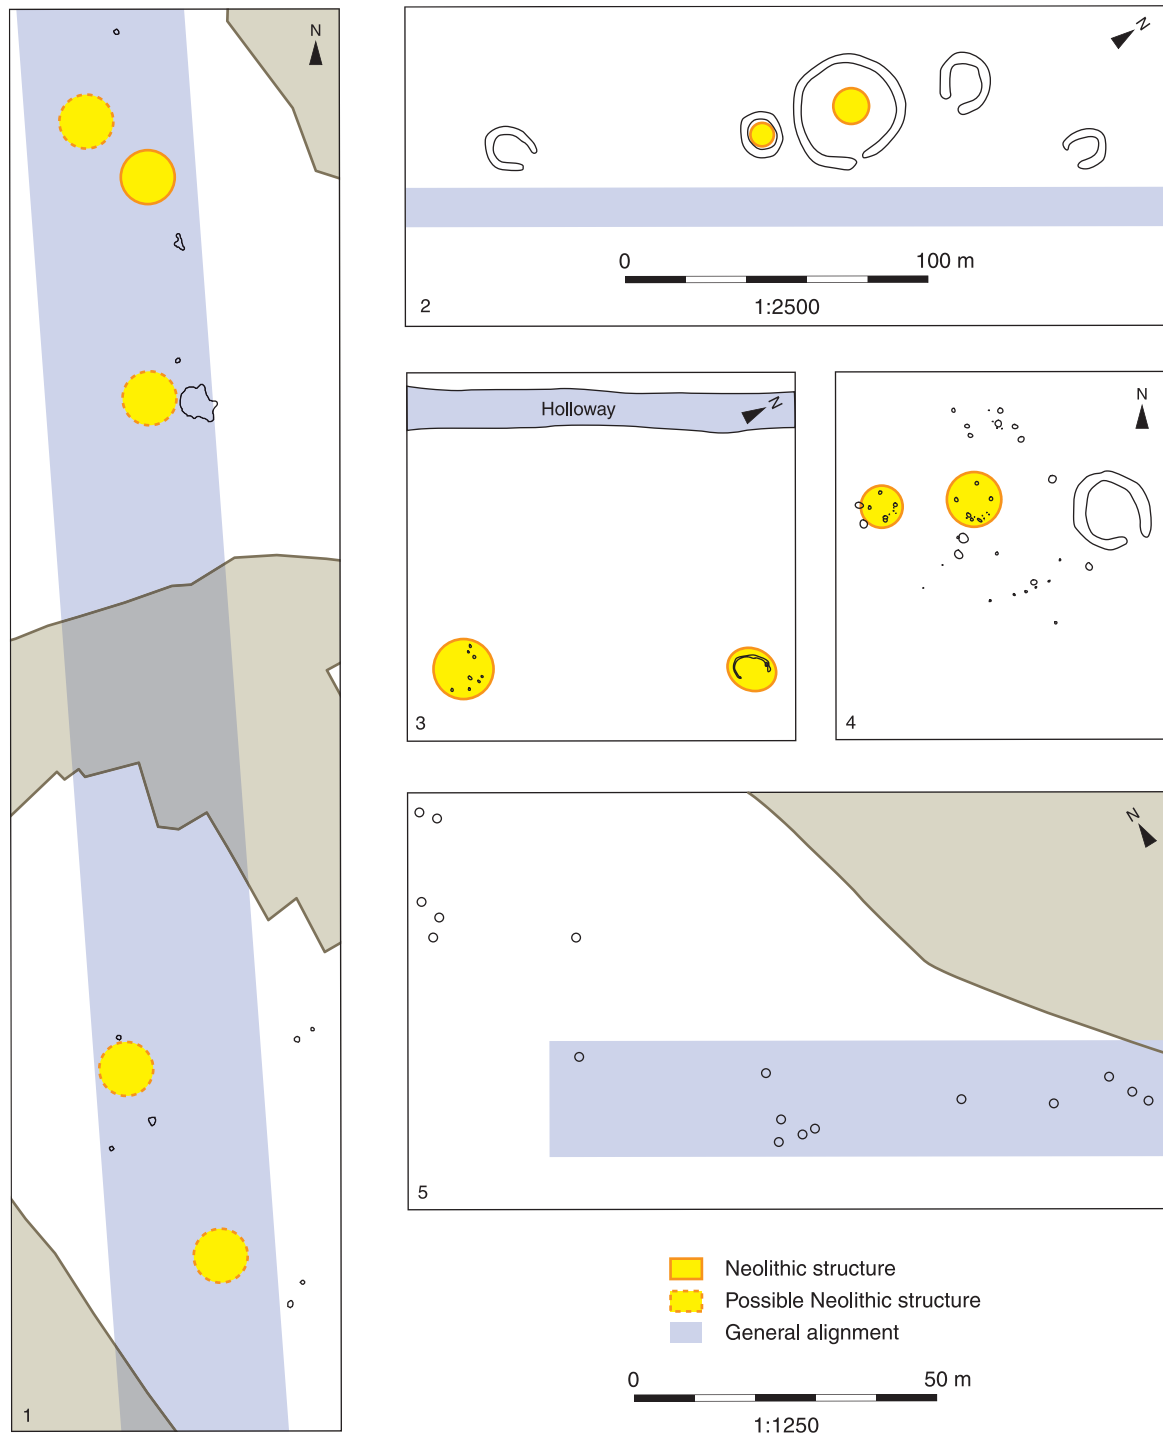 N
1
N
0 100 m
1:2500
2
Holloway
N
3
N
4
N
5
Neolithic structure
Possible Neolithic structure
General alignment
0 50 m
1:1250